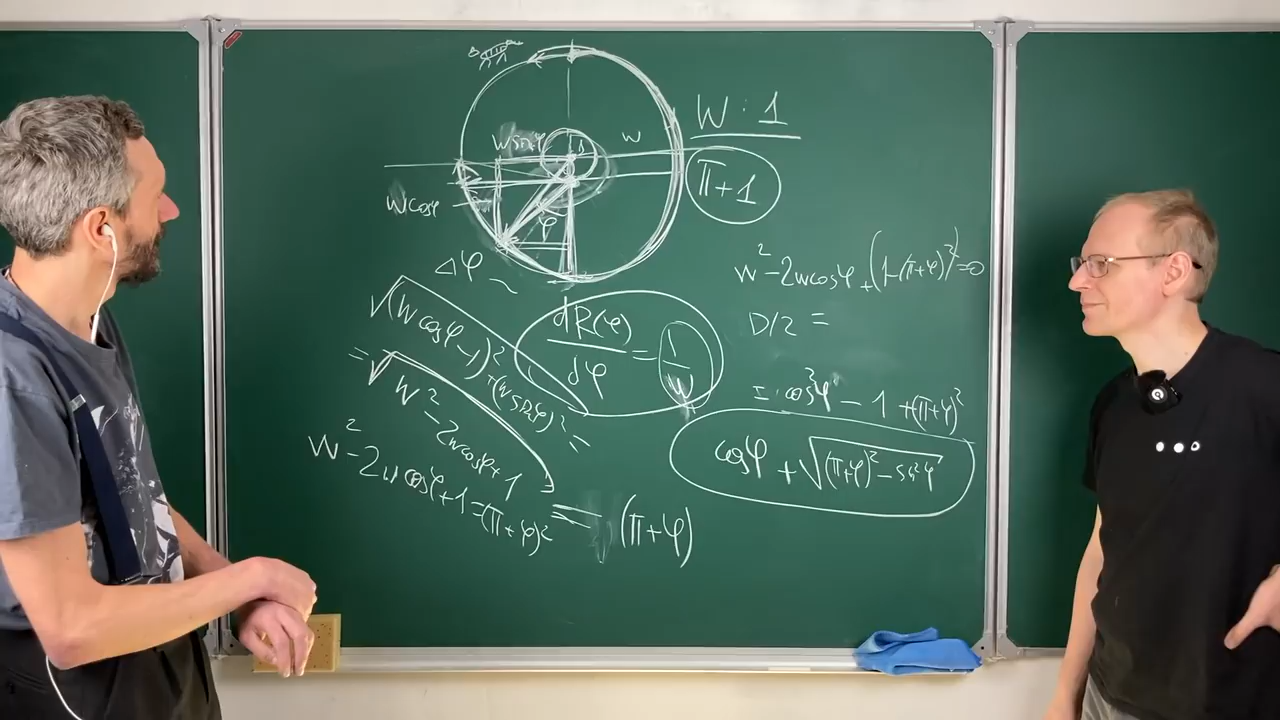 W sin φ
1
w
W : 1
π + 1
W cos φ
φ
Δφ ~
w² - 2w cos φ + (1 - (π+φ)²) = 0
D/2 =
√(W cos φ - 1)² + (W sin φ)² =
dR(φ)/dφ = 1/W
= √W² - 2w cos φ + 1
cos² φ - 1 + (π+φ)²
cos φ + √(π+φ)² - sin² φ
w² - 2w cos φ + 1 = (π+φ)²
= (π+φ)